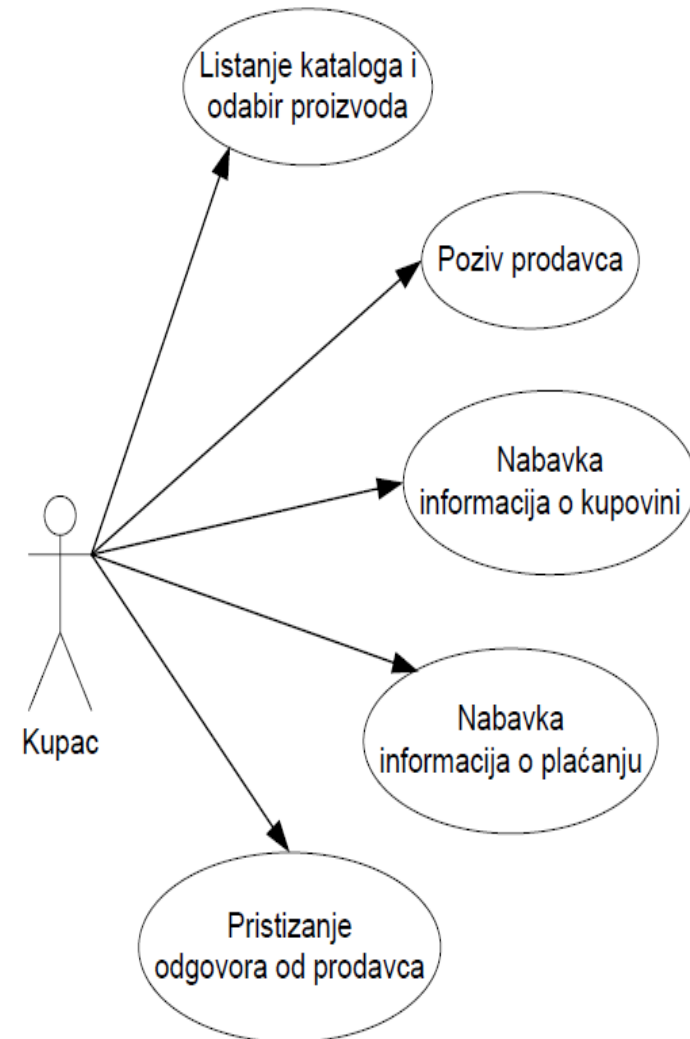 Listanje kataloga i
odabir proizvoda
Poziv prodavca
Nabavka
informacija o kupovini
Nabavka
informacija o plaćanju
Kupac
Pristizanje
odgovora od prodavca